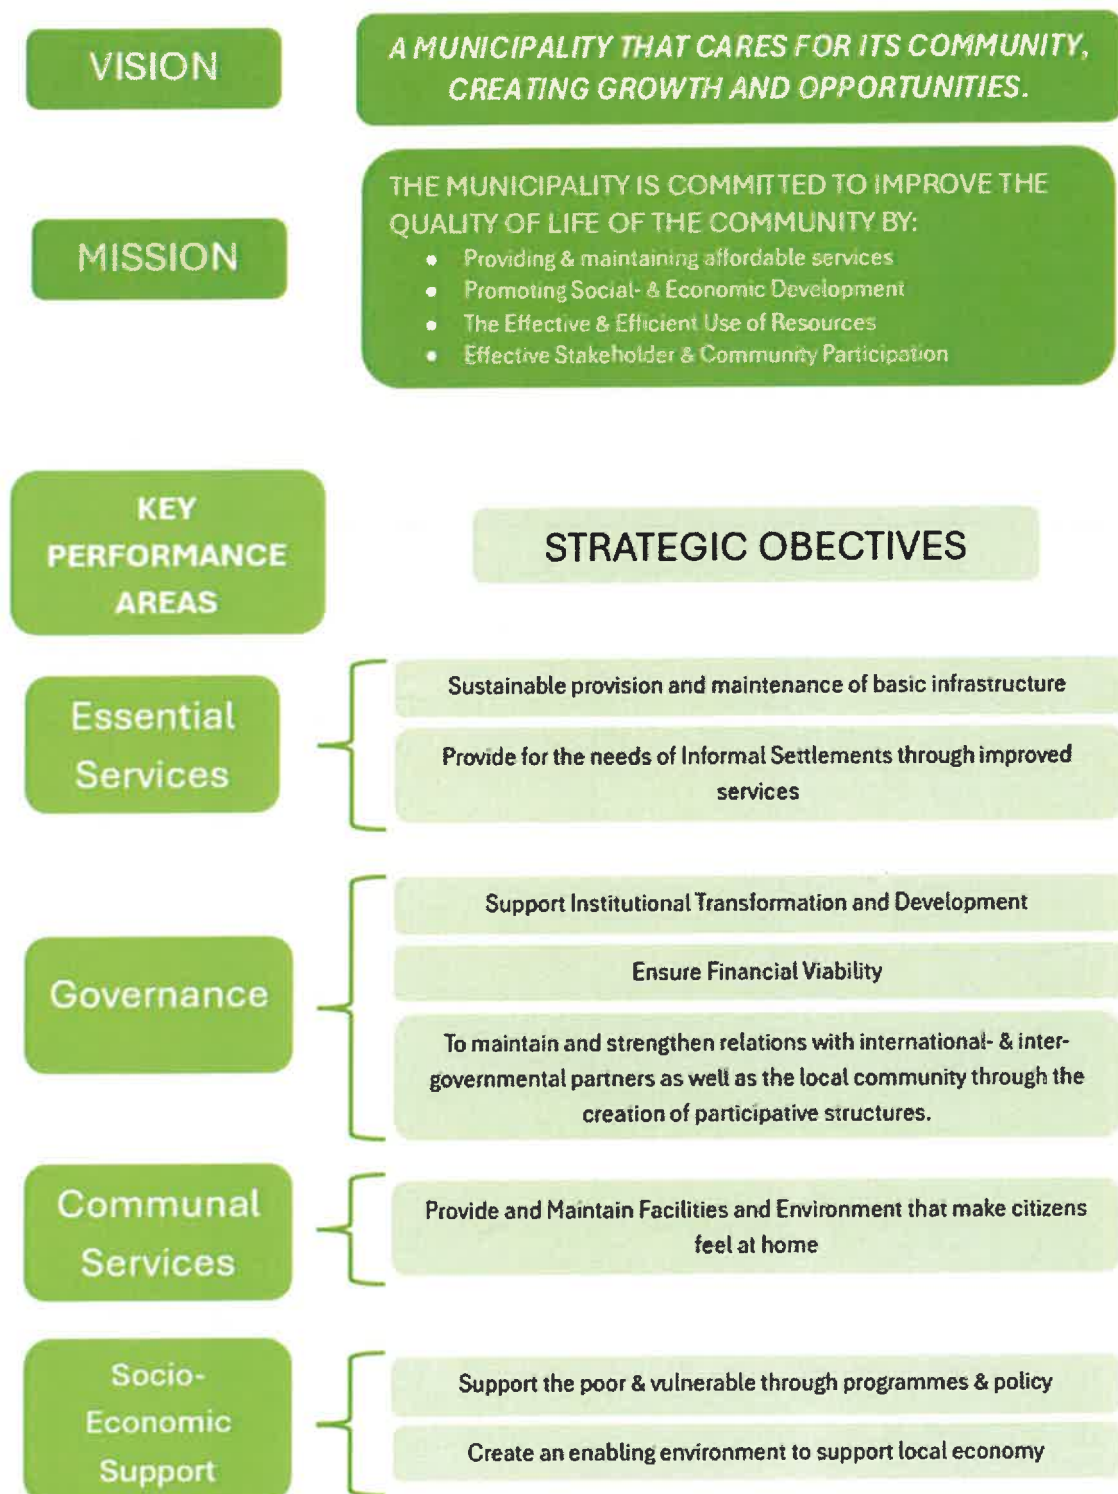 VISION
A MUNICIPALITY THAT CARES FOR ITS COMMUNITY,
CREATING GROWTH AND OPPORTUNITIES.
MISSION
THE MUNICIPALITY IS COMMITTED TO IMPROVE THE
QUALITY OF LIFE OF THE COMMUNITY BY:
• Providing & maintaining affordable services
• Promoting Social- & Economic Development
• The Effective & Efficient Use of Resources
• Effective Stakeholder & Community Participation
KEY
PERFORMANCE
AREAS
STRATEGIC OBECTIVES
Essential
Services
Sustainable provision and maintenance of basic infrastructure
Provide for the needs of Informal Settlements through improved
services
Governance
Support Institutional Transformation and Development
Ensure Financial Viability
To maintain and strengthen relations with international- & inter-
governmental partners as well as the local community through the
creation of participative structures.
Communal
Services
Provide and Maintain Facilities and Environment that make citizens
feel at home
Socio-
Economic
Support
Support the poor & vulnerable through programmes & policy
Create an enabling environment to support local economy